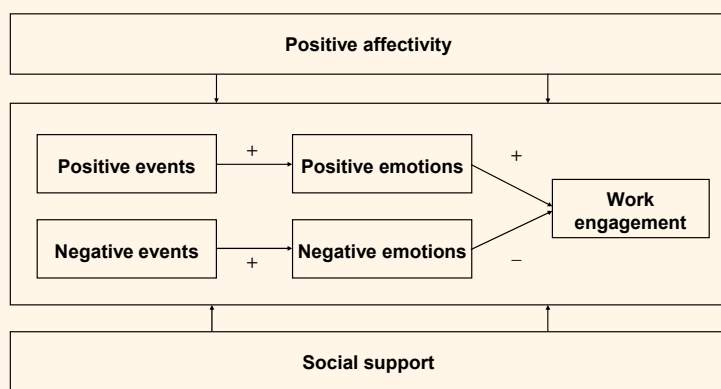 Positive affectivity
+
+
Positive events
Positive emotions
Work
engagement
Negative events
Negative emotions
+
−
Social support